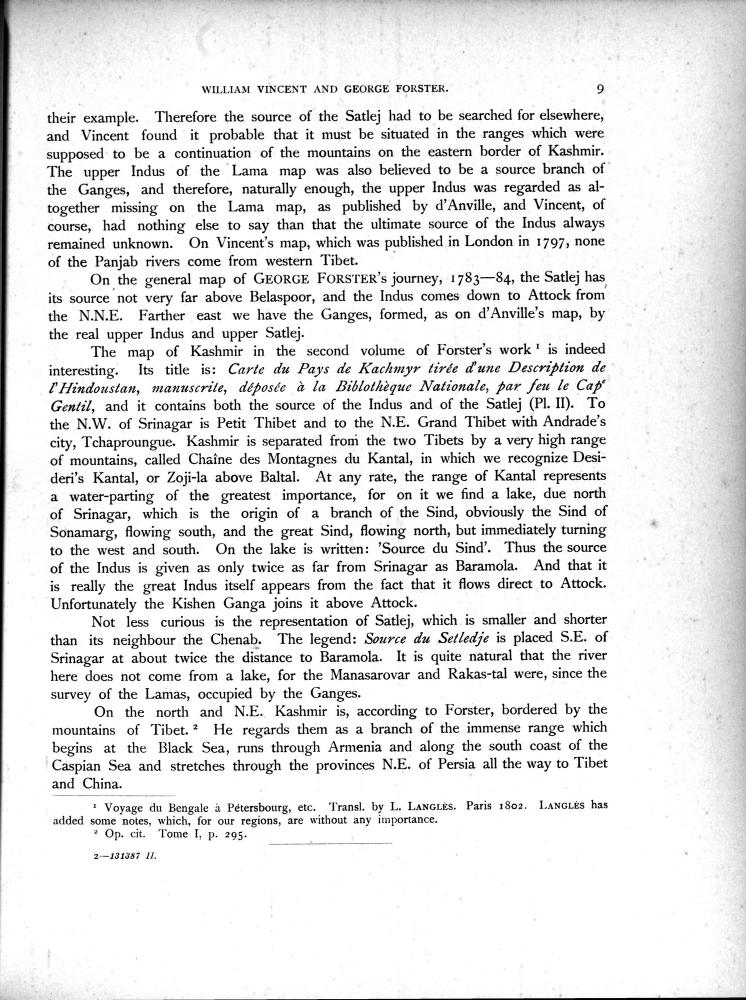 WILLIAM VINCENT AND GEORGE FORSTER. 9
their example. Therefore the source of the Satlej had to be searched for elsewhere,
and Vincent found it probable that it must be situated in the ranges which were
supposed to be a continuation of the mountains on the eastern border of Kashmir.
The upper Indus of the Lama map was also believed to be a source branch of
the Ganges, and therefore, naturally enough, the upper Indus was regarded as al-
together missing on the Lama map, as published by d'Anville, and Vincent, of
course, had nothing else to say than that the ultimate source of the Indus always
remained unknown. On Vincent's map, which was published in London in 1797, none
of the Panjab rivers come from western Tibet.
On the general map of GEORGE FORSTER's journey, 1783—84, the Satlej has
its source not very far above Belaspoor, and the Indus comes down to Attock from
the N.N.E. Farther east we have the Ganges, formed, as on d'Anville's map, by
the real upper Indus and upper Satlej.
The map of Kashmir in the second volume of Forster's work ¹ is indeed
interesting. Its title is: Carte du Pays de Kachmyr tirée d'une Description de
l'Hindoustan, manuscrite, déposée à la Biblothèque Nationale, par feu le Capᵉ
Gentil, and it contains both the source of the Indus and of the Satlej (Pl. II). To
the N.W. of Srinagar is Petit Thibet and to the N.E. Grand Thibet with Andrade's
city, Tchaproungue. Kashmir is separated from the two Tibets by a very high range
of mountains, called Chaîne des Montagnes du Kantal, in which we recognize Desi-
deri's Kantal, or Zoji-la above Baltal. At any rate, the range of Kantal represents
a water-parting of the greatest importance, for on it we find a lake, due north
of Srinagar, which is the origin of a branch of the Sind, obviously the Sind of
Sonamarg, flowing south, and the great Sind, flowing north, but immediately turning
to the west and south. On the lake is written: 'Source du Sind'. Thus the source
of the Indus is given as only twice as far from Srinagar as Baramola. And that it
is really the great Indus itself appears from the fact that it flows direct to Attock.
Unfortunately the Kishen Ganga joins it above Attock.
Not less curious is the representation of Satlej, which is smaller and shorter
than its neighbour the Chenab. The legend: Source du Setledje is placed S.E. of
Srinagar at about twice the distance to Baramola. It is quite natural that the river
here does not come from a lake, for the Manasarovar and Rakas-tal were, since the
survey of the Lamas, occupied by the Ganges.
On the north and N.E. Kashmir is, according to Forster, bordered by the
mountains of Tibet. ² He regards them as a branch of the immense range which
begins at the Black Sea, runs through Armenia and along the south coast of the
Caspian Sea and stretches through the provinces N.E. of Persia all the way to Tibet
and China.
¹ Voyage du Bengale à Pétersbourg, etc. Transl. by L. LANGLÈS. Paris 1802. LANGLÈS has
added some notes, which, for our regions, are without any importance.
² Op. cit. Tome I, p. 295.
2—131387 II.